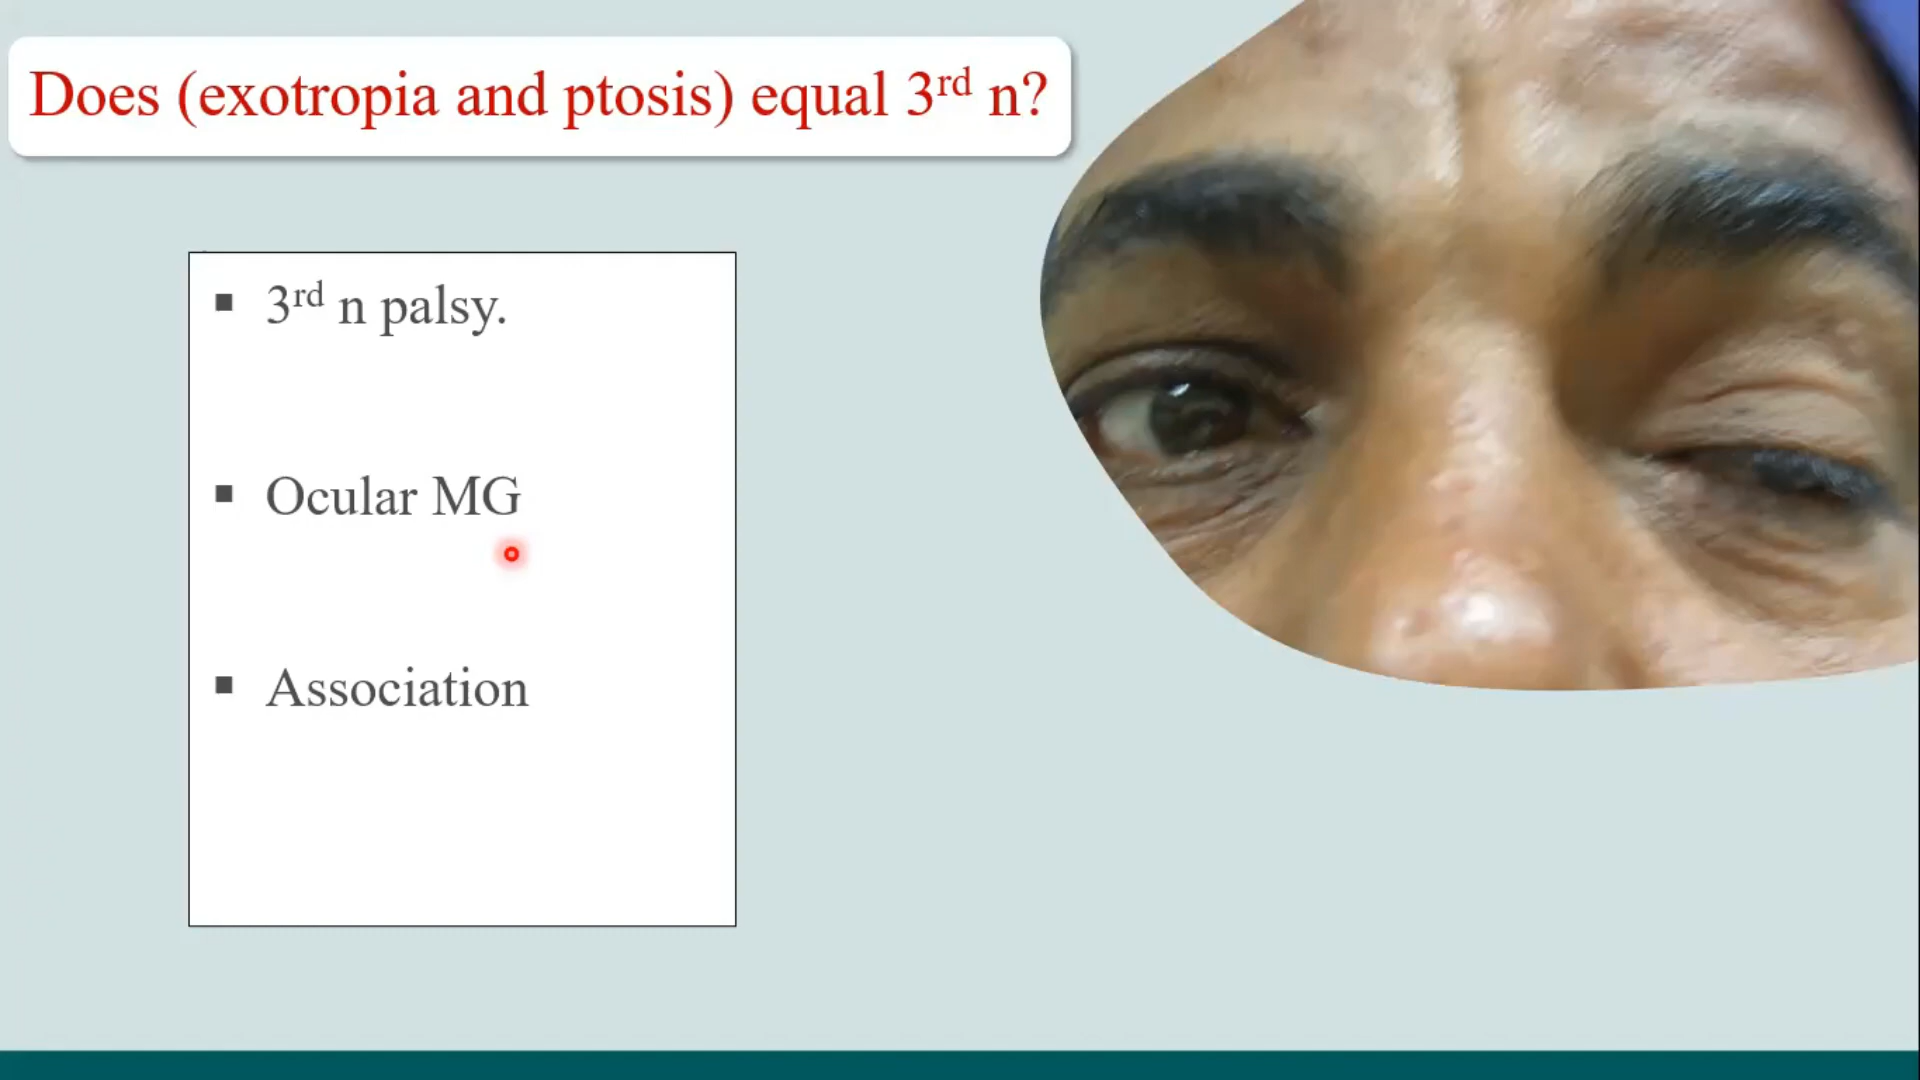 Does (exotropia and ptosis) equal 3rd n?
▪ 3rd n palsy.
▪ Ocular MG
▪ Association